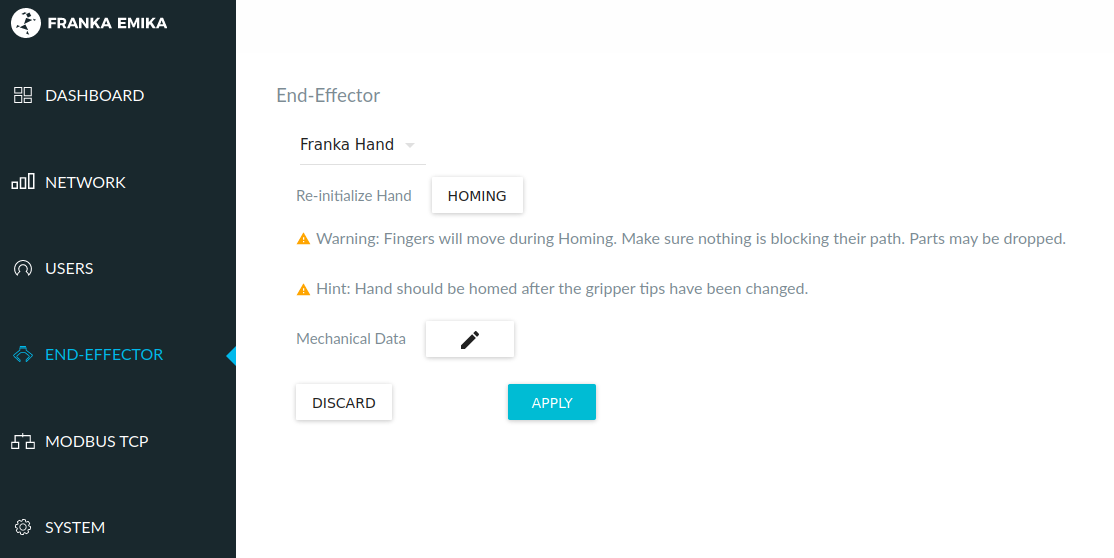 FRANKA EMIKA
DASHBOARD
NETWORK
USERS
END-EFFECTOR
MODBUS TCP
SYSTEM
End-Effector
Franka Hand
Re-initialize Hand HOMING
Warning: Fingers will move during Homing. Make sure nothing is blocking their path. Parts may be dropped.
Hint: Hand should be homed after the gripper tips have been changed.
Mechanical Data
DISCARD APPLY